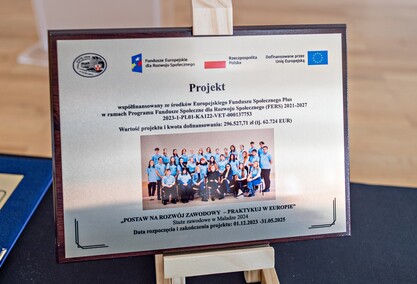 Fundusze Europejskie
dla Rozwoju Społecznego
Rzeczpospolita
Polska
Dofinansowane przez
Unię Europejską
Projekt
współfinansowany ze środków Europejskiego Funduszu Społecznego Plus
w ramach Programu Fundusze Społeczne dla Rozwoju Społecznego (FERS) 2021-2027
2023-1-PL01-KA122-VET-000137753
Wartość projektu i kwota dofinansowania: 296.527,71 zł (tj. 62.724 EUR)
„POSTAW NA ROZWÓJ ZAWODOWY – PRAKTYKUJ W EUROPIE”
Staże zawodowe w Maladze 2024
Data rozpoczęcia i zakończenia projektu: 01.12.2023 -31.05.2025